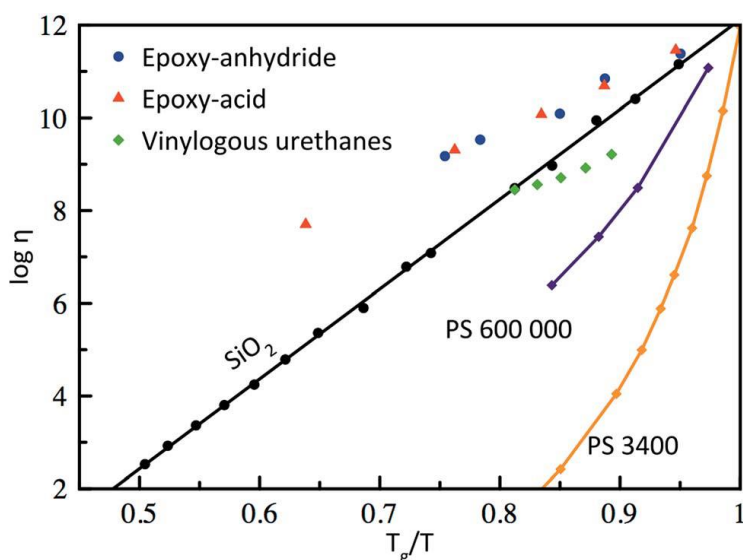 12
10
8
6
4
2
log η
Epoxy-anhydride
Epoxy-acid
Vinylogous urethanes
SiO₂
PS 600 000
PS 3400
0.5 0.6 0.7 0.8 0.9 1
Tg/T